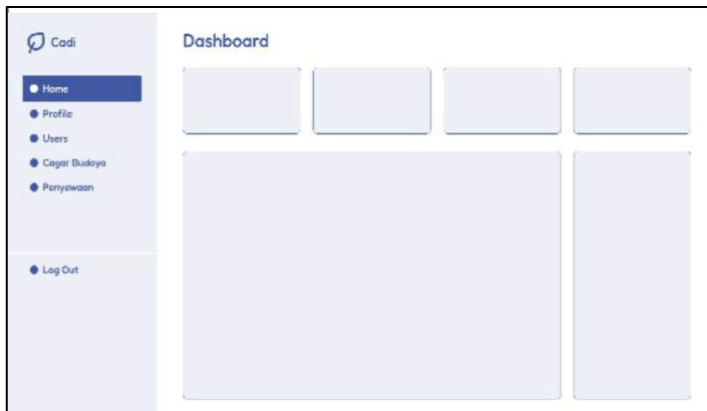 Cadi
Dashboard
Home
Profile
Users
Cagar Budaya
Penyewaan
Log Out